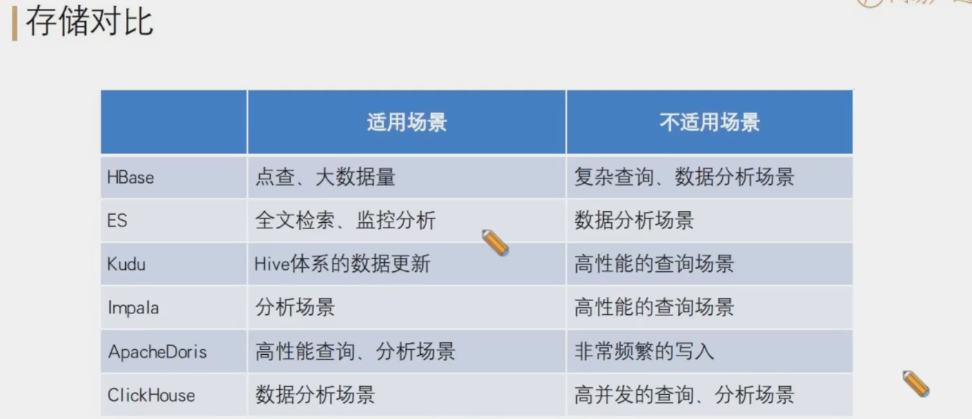 存储对比
适用场景 不适用场景
HBase 点查、大数据量 复杂查询、数据分析场景
ES 全文检索、监控分析 数据分析场景
Kudu Hive体系的数据更新 高性能的查询场景
Impala 分析场景 高性能的查询场景
ApacheDoris 高性能查询、分析场景 非常频繁的写入
ClickHouse 数据分析场景 高并发的查询、分析场景